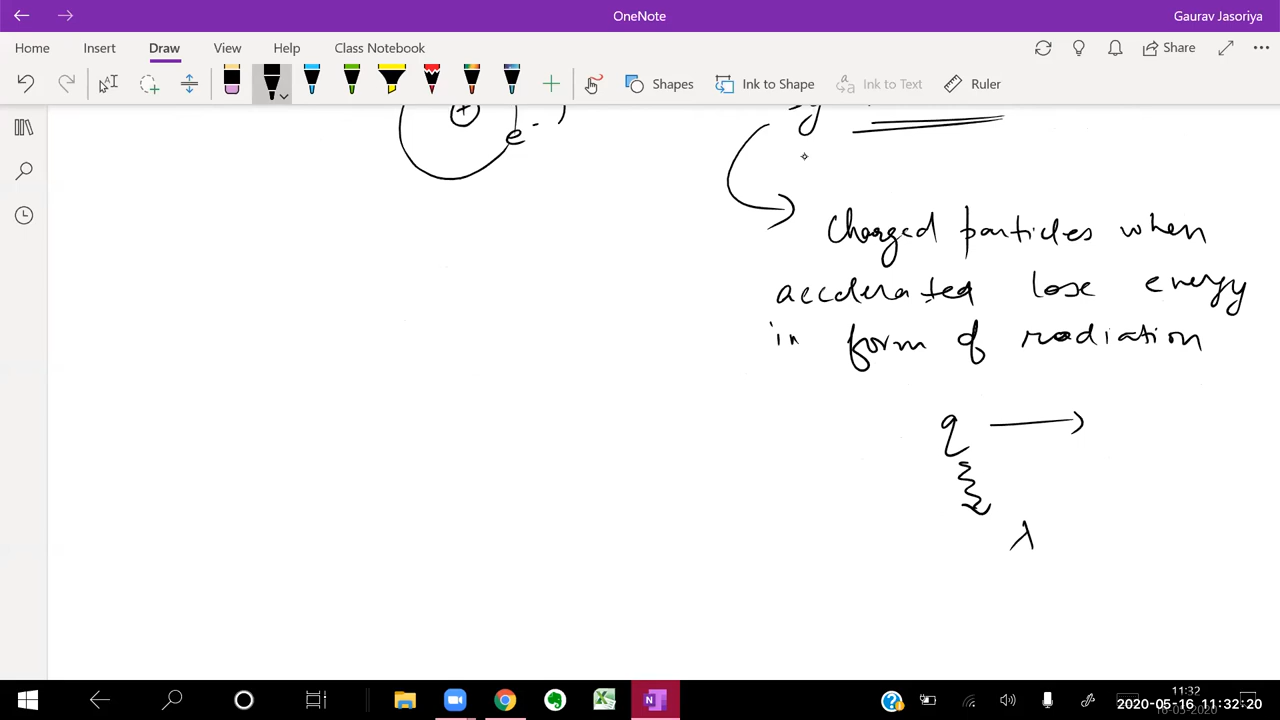 OneNote
Gaurav Jasoriya
Home Insert Draw View Help Class Notebook
Share
Shapes Ink to Shape Ink to Text Ruler
+
e-
Charged particles when
accelerated lose energy
in form of radiation
q
λ
11:32
2020-05-16 11:32:20